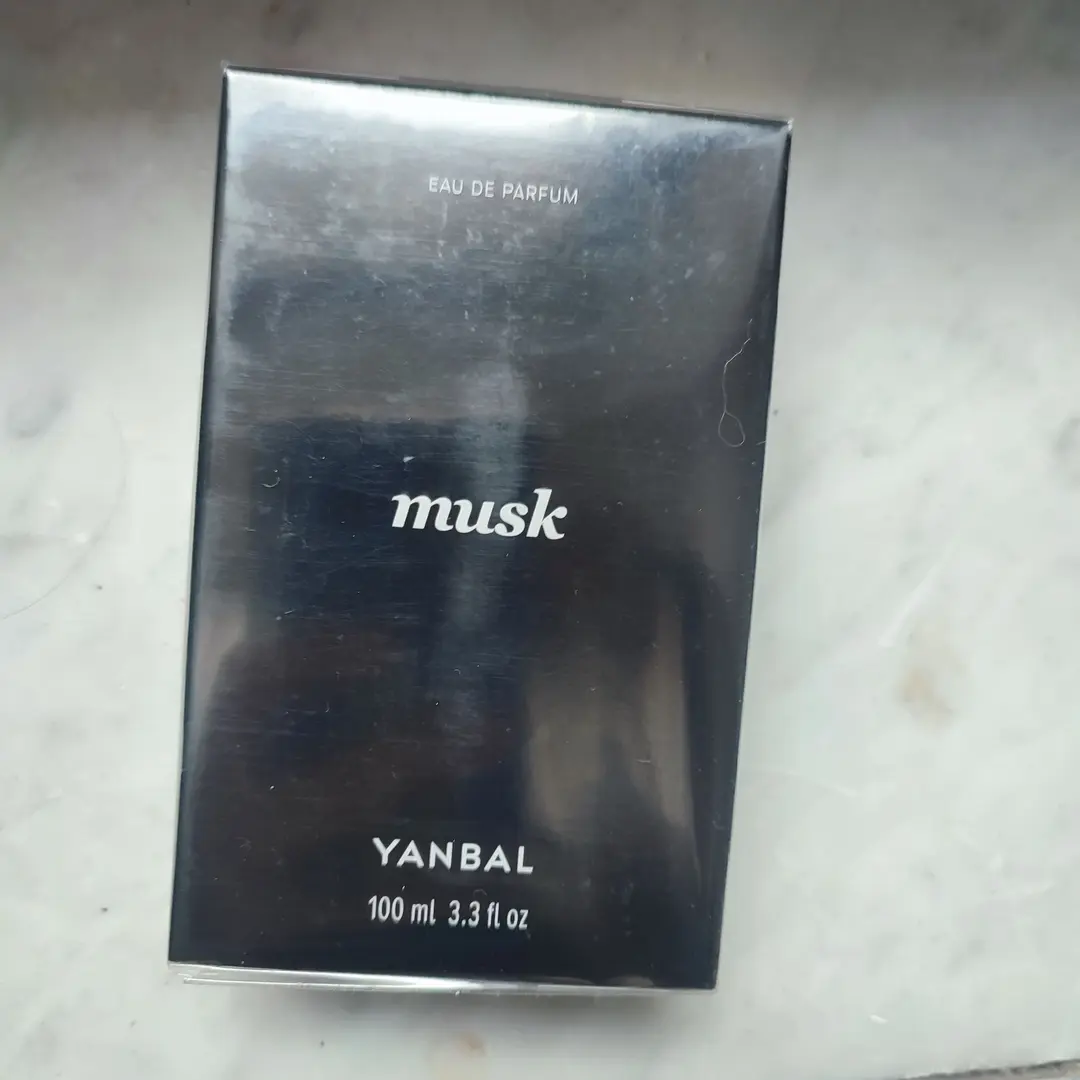 EAU DE PARFUM
musk
YANBAL
100 ml 3.3 fl oz